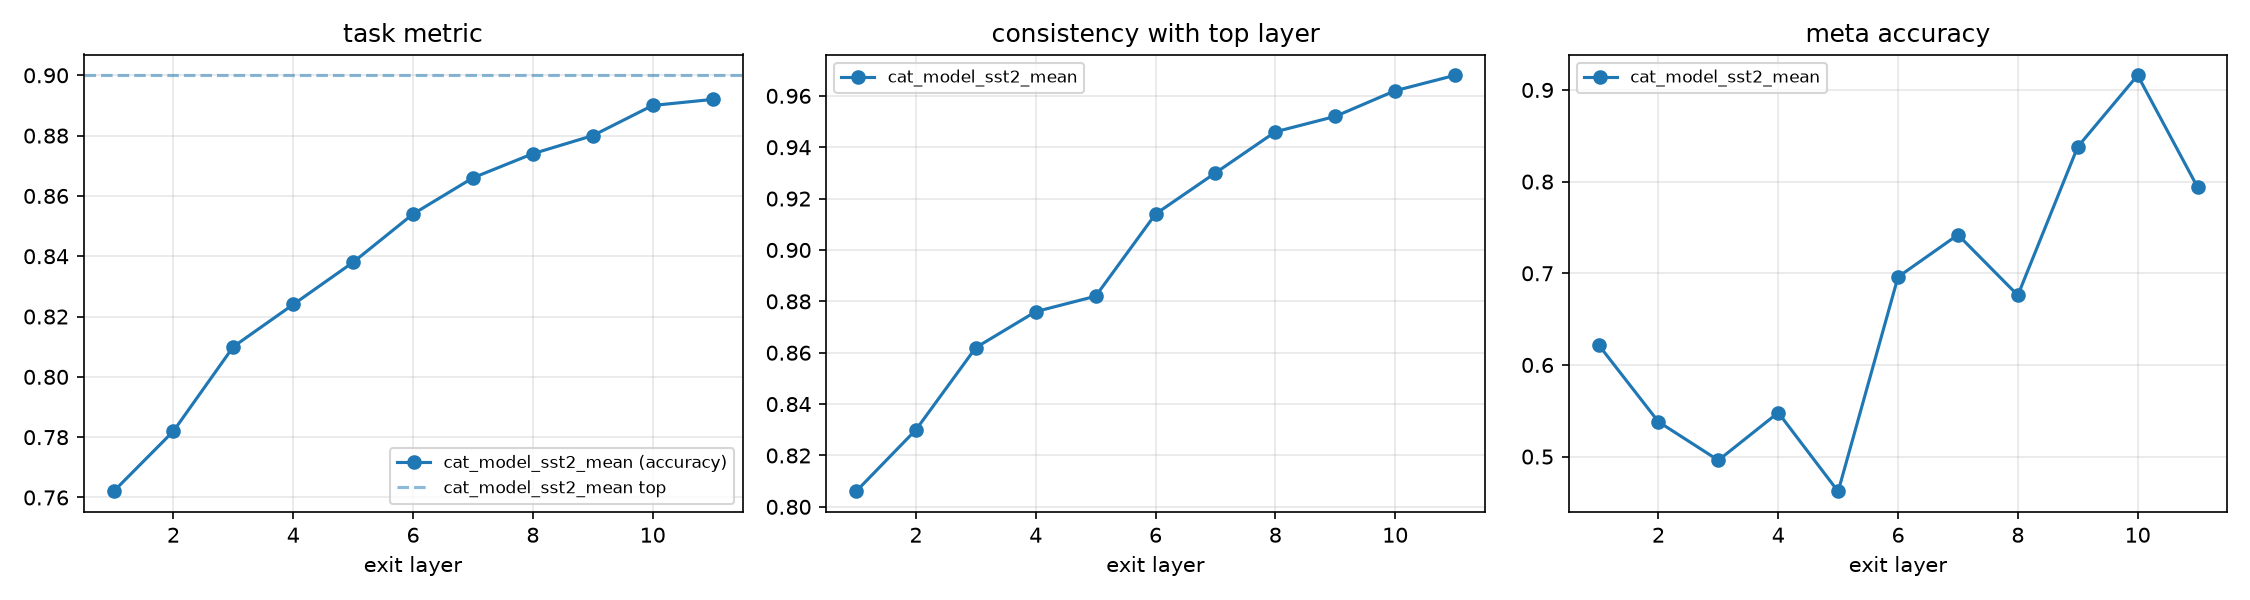 task metric
0.90
0.88
0.86
0.84
0.82
0.80
0.78
0.76
cat_model_sst2_mean (accuracy)
cat_model_sst2_mean top
2 4 6 8 10
exit layer
consistency with top layer
cat_model_sst2_mean
0.96
0.94
0.92
0.90
0.88
0.86
0.84
0.82
0.80
2 4 6 8 10
exit layer
meta accuracy
cat_model_sst2_mean
0.9
0.8
0.7
0.6
0.5
2 4 6 8 10
exit layer